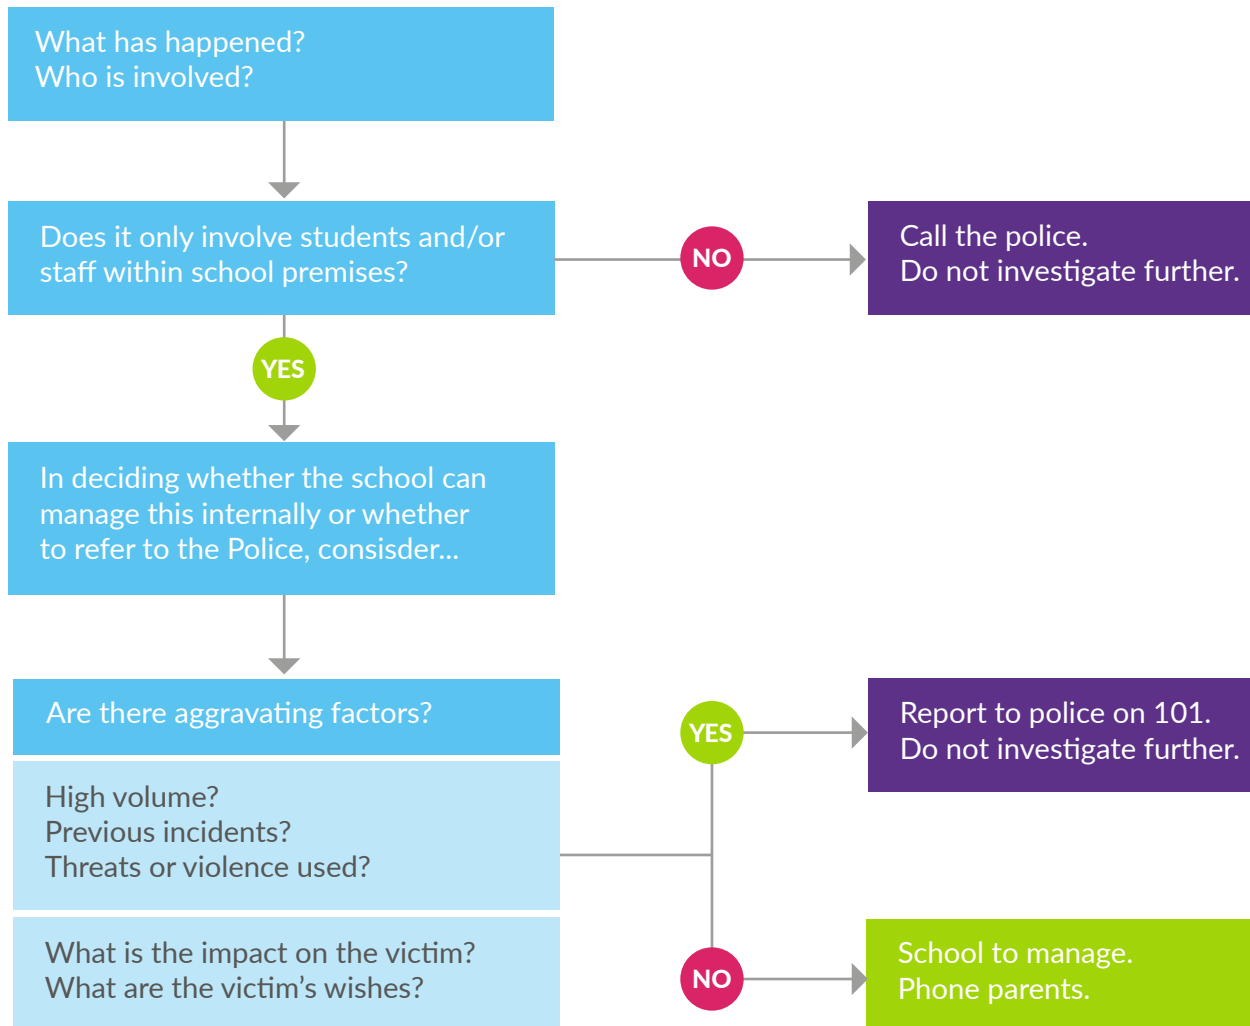 What has happened?
Who is involved?
Does it only involve students and/or
staff within school premises?
NO
Call the police.
Do not investigate further.
YES
In deciding whether the school can
manage this internally or whether
to refer to the Police, consisder...
Are there aggravating factors?
YES
Report to police on 101.
Do not investigate further.
High volume?
Previous incidents?
Threats or violence used?
What is the impact on the victim?
What are the victim’s wishes?
NO
School to manage.
Phone parents.